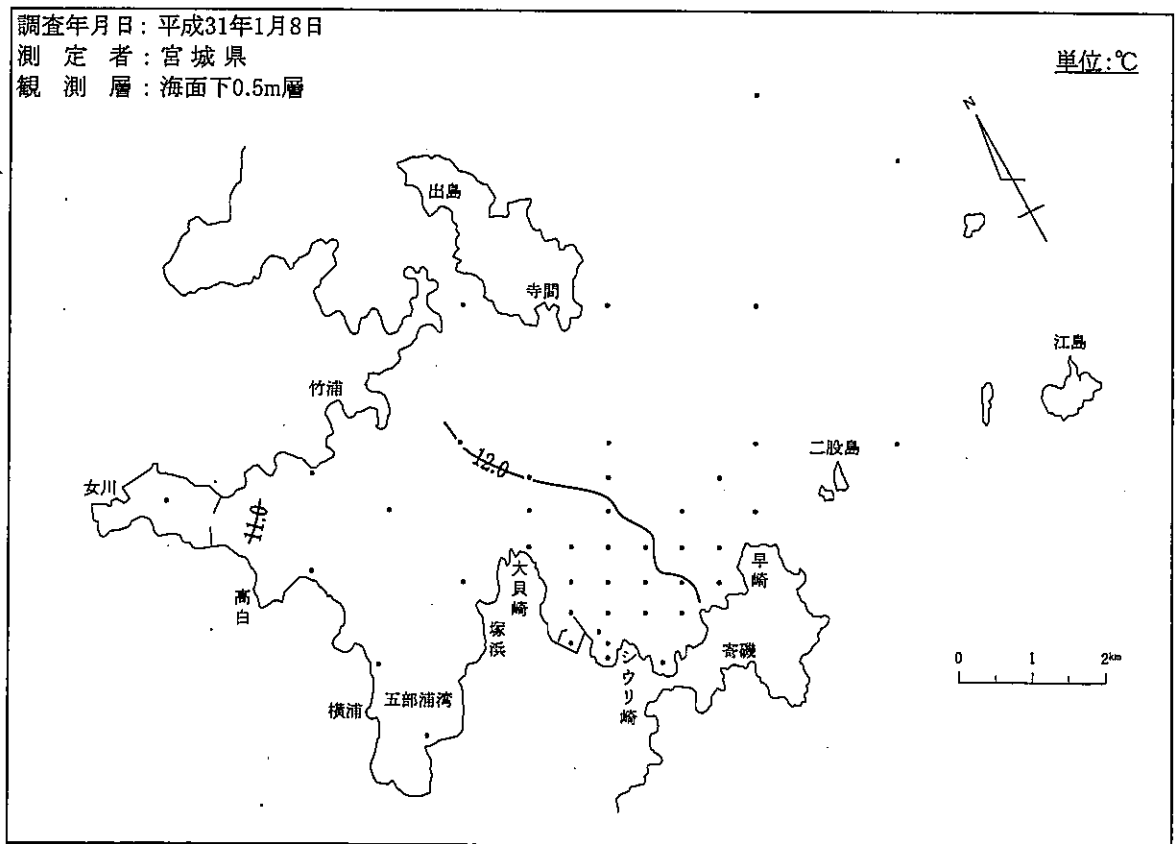 調査年月日：平成31年1月8日
測定者：宮城県
観測層：海面下0.5m層
単位：℃
N
出島
寺間
江島
竹浦
二股島
12.0
女川
11.0
早崎
大貝崎
高白
塚浜
寄磯
シウリ崎
五部浦湾
横浦
0 1 2km